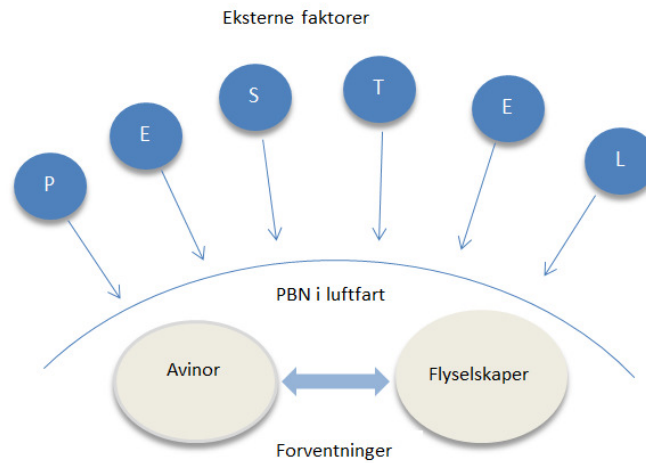 Eksterne faktorer
P
E
S
T
E
L
PBN i luftfart
Avinor
Flyselskaper
Forventninger